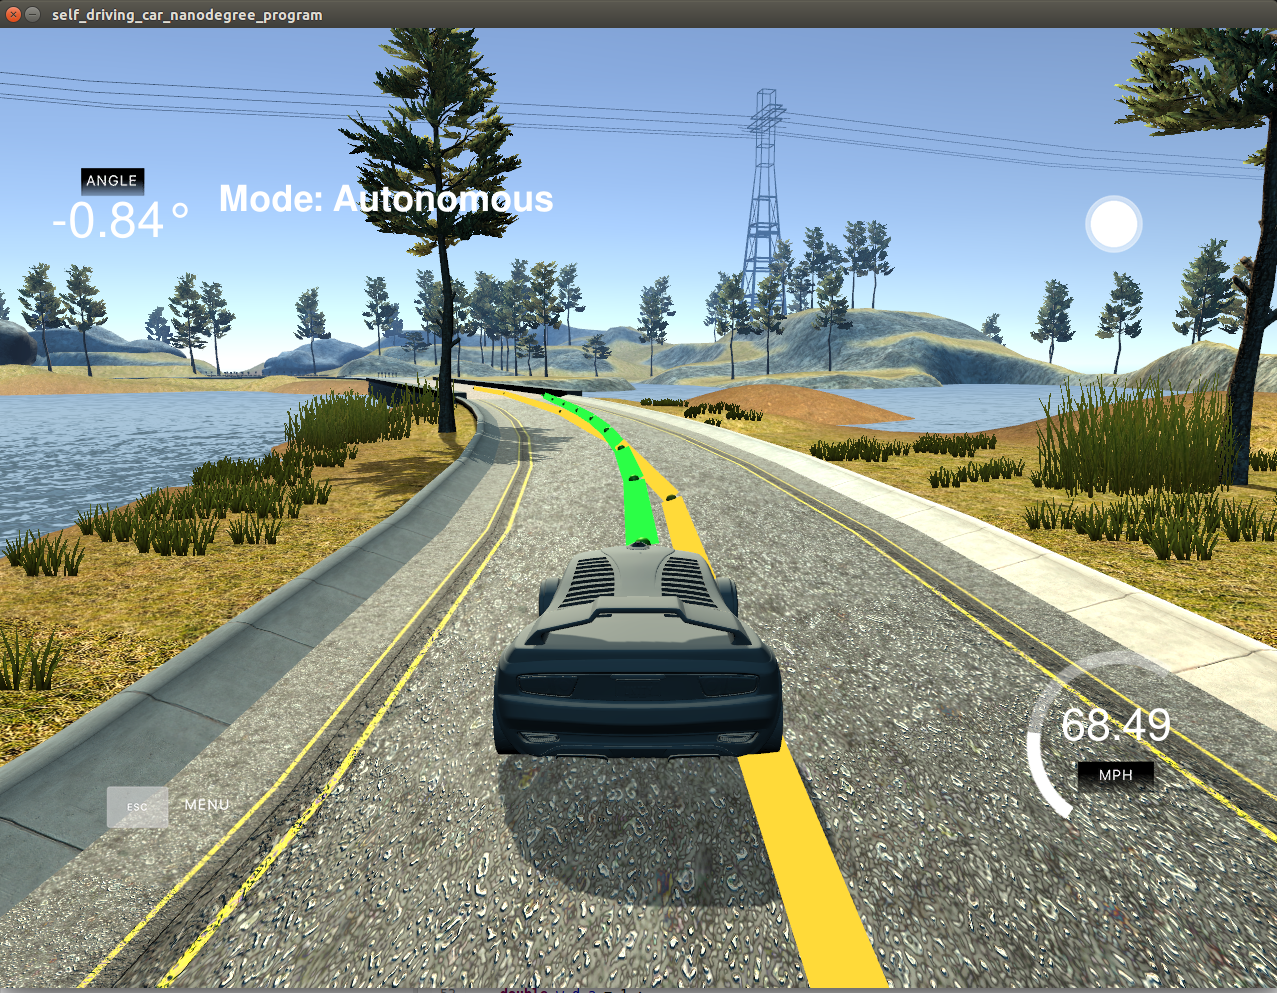 self_driving_car_nanodegree_program
ANGLE
-0.84°
Mode: Autonomous
68.49
MPH
ESC
MENU